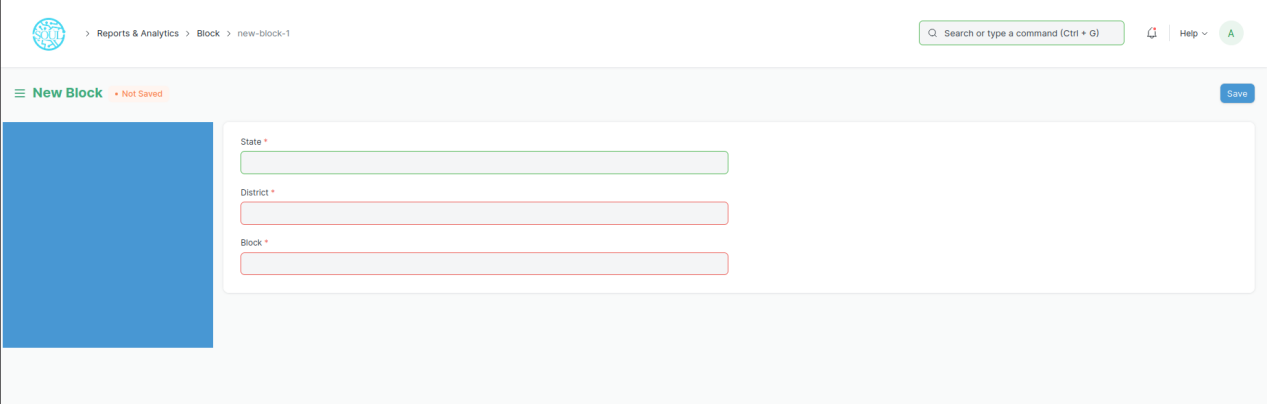 SOUL
> Reports & Analytics > Block > new-block-1
Search or type a command (Ctrl + G)
Help
A
New Block
• Not Saved
Save
State *
District *
Block *